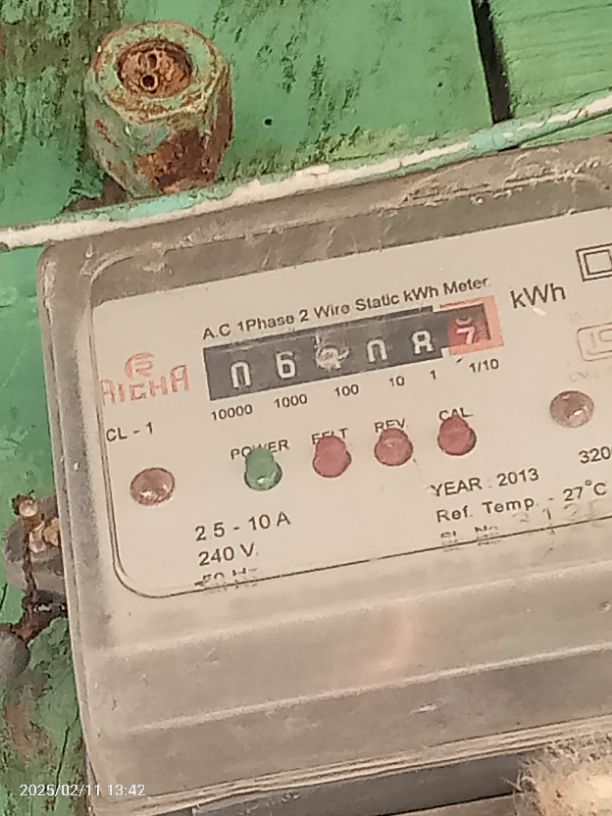 A.C 1Phase 2 Wire Static kWh Meter
kWh
RIGHA
10000 1000 100 10 1 1/10
CL - 1
POWER REV. CAL.
YEAR : 2013
320
2 5 - 10 A
Ref. Temp. - 27°C
240 V.
2025/02/11 13:42